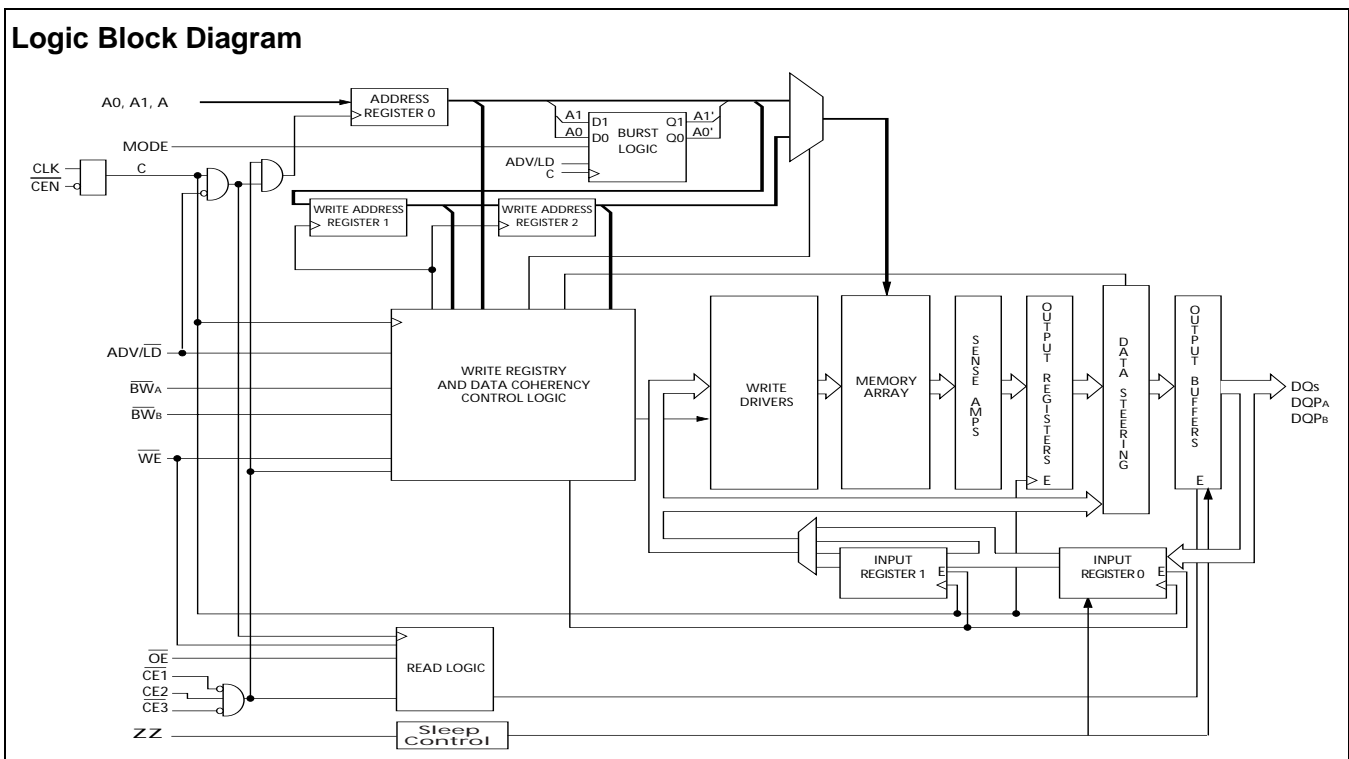 Logic Block Diagram
A0, A1, A
ADDRESS
REGISTER 0
A1
A0
D1
D0
BURST
LOGIC
Q1
Q0
A1'
A0'
MODE
ADV/LD
C
CLK
CEN
C
WRITE ADDRESS
REGISTER 1
WRITE ADDRESS
REGISTER 2
ADV/LD
BWA
BWB
WE
WRITE REGISTRY
AND DATA COHERENCY
CONTROL LOGIC
WRITE
DRIVERS
MEMORY
ARRAY
SENSE AMPS
OUTPUT REGISTERS
E
DATA STEERING
OUTPUT BUFFERS
E
DQs
DQPA
DQPB
INPUT
REGISTER 1
E
INPUT
REGISTER 0
E
OE
CE1
CE2
CE3
READ LOGIC
ZZ
Sleep
Control